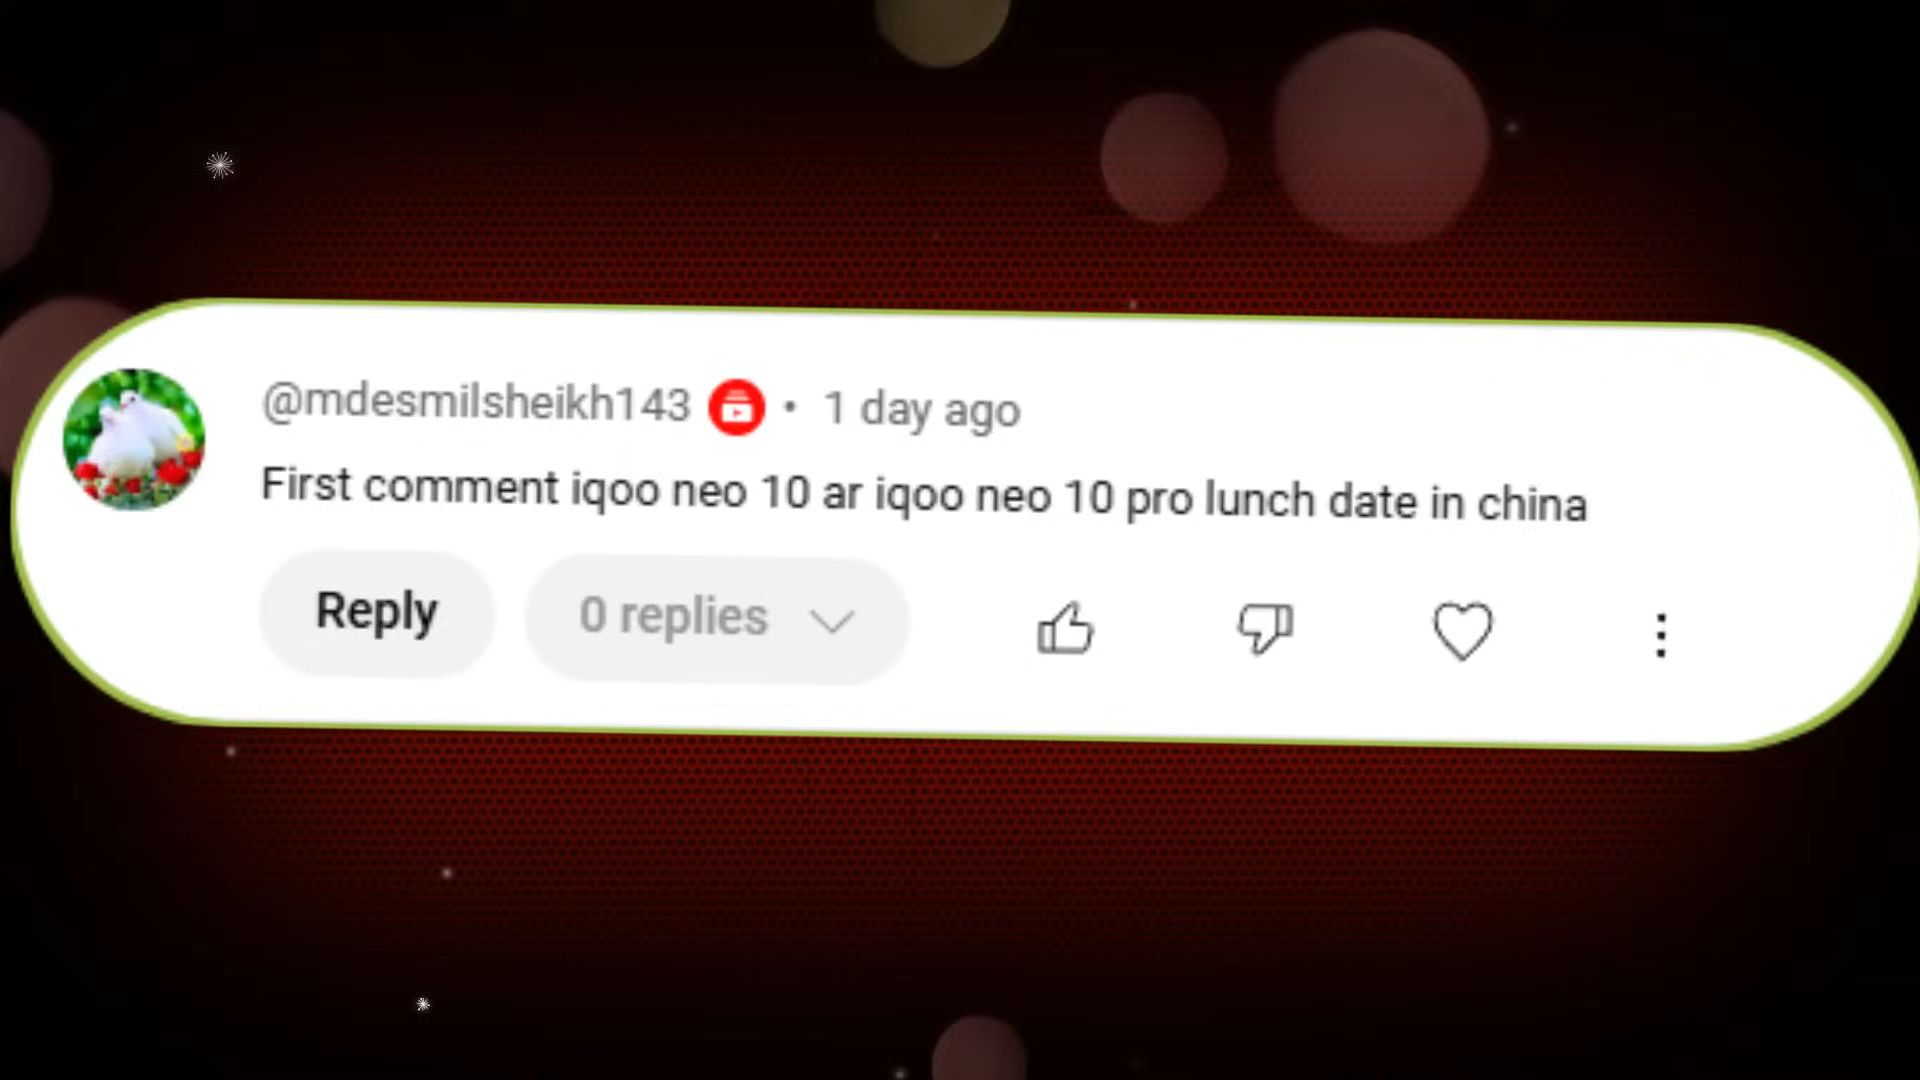 @mdesmilsheikh143 • 1 day ago
First comment iqoo neo 10 ar iqoo neo 10 pro lunch date in china
Reply 0 replies